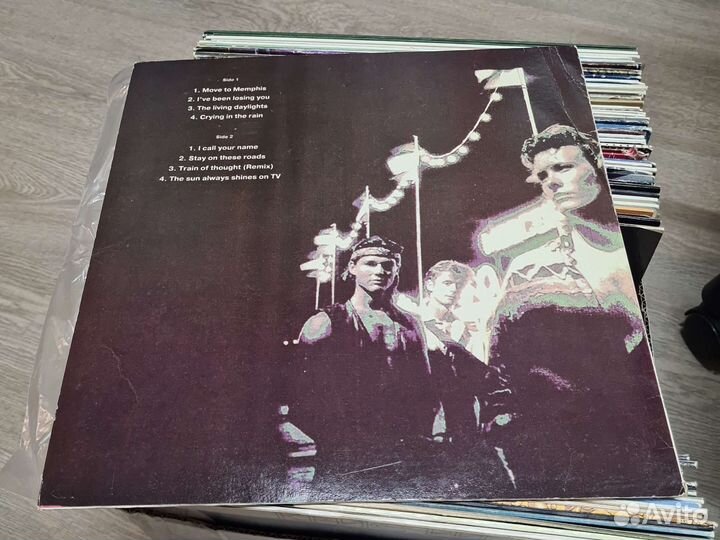 Side 1
1. Move to Memphis
2. I've been losing you
3. The living daylights
4. Crying in the rain
Side 2
1. I call your name
2. Stay on these roads
3. Train of thought (Remix)
4. The sun always shines on TV
Avito